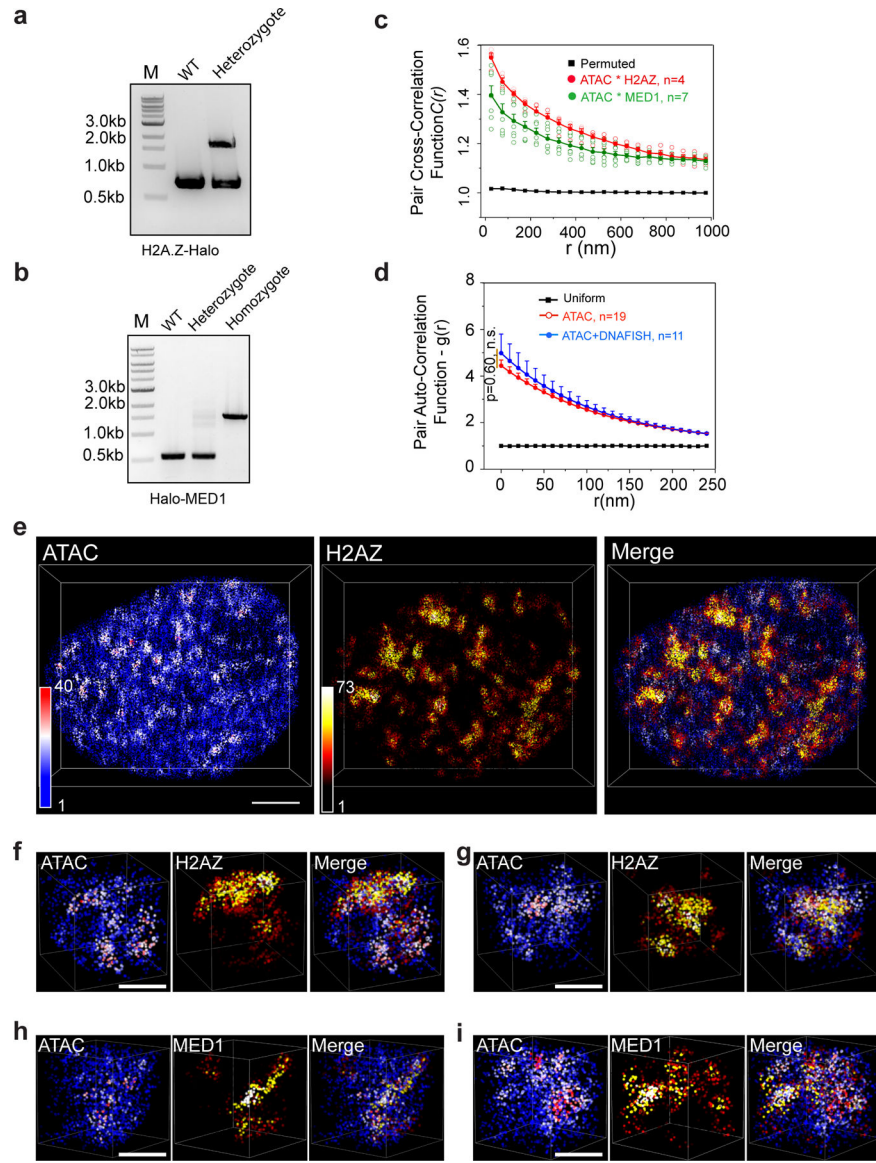 a
M
WT
Heterozygote
3.0kb
2.0kb
1.0kb
0.5kb
H2A.Z-Halo
b
M
WT
Heterozygote
Homozygote
3.0kb
2.0kb
1.0kb
0.5kb
Halo-MED1
c
Pair Cross-Correlation
FunctionC(r)
1.6
1.4
1.2
1.0
Permuted
ATAC * H2AZ, n=4
ATAC * MED1, n=7
0 200 400 600 800 1000
r (nm)
d
Pair Auto-Correlation
Function - g(r)
8
6
4
2
0
p=0.60, n.s.
Uniform
ATAC, n=19
ATAC+DNAFISH, n=11
0 50 100 150 200 250
r(nm)
e
ATAC
40
1
H2AZ
73
1
Merge
f
ATAC
H2AZ
Merge
g
ATAC
H2AZ
Merge
h
ATAC
MED1
Merge
i
ATAC
MED1
Merge